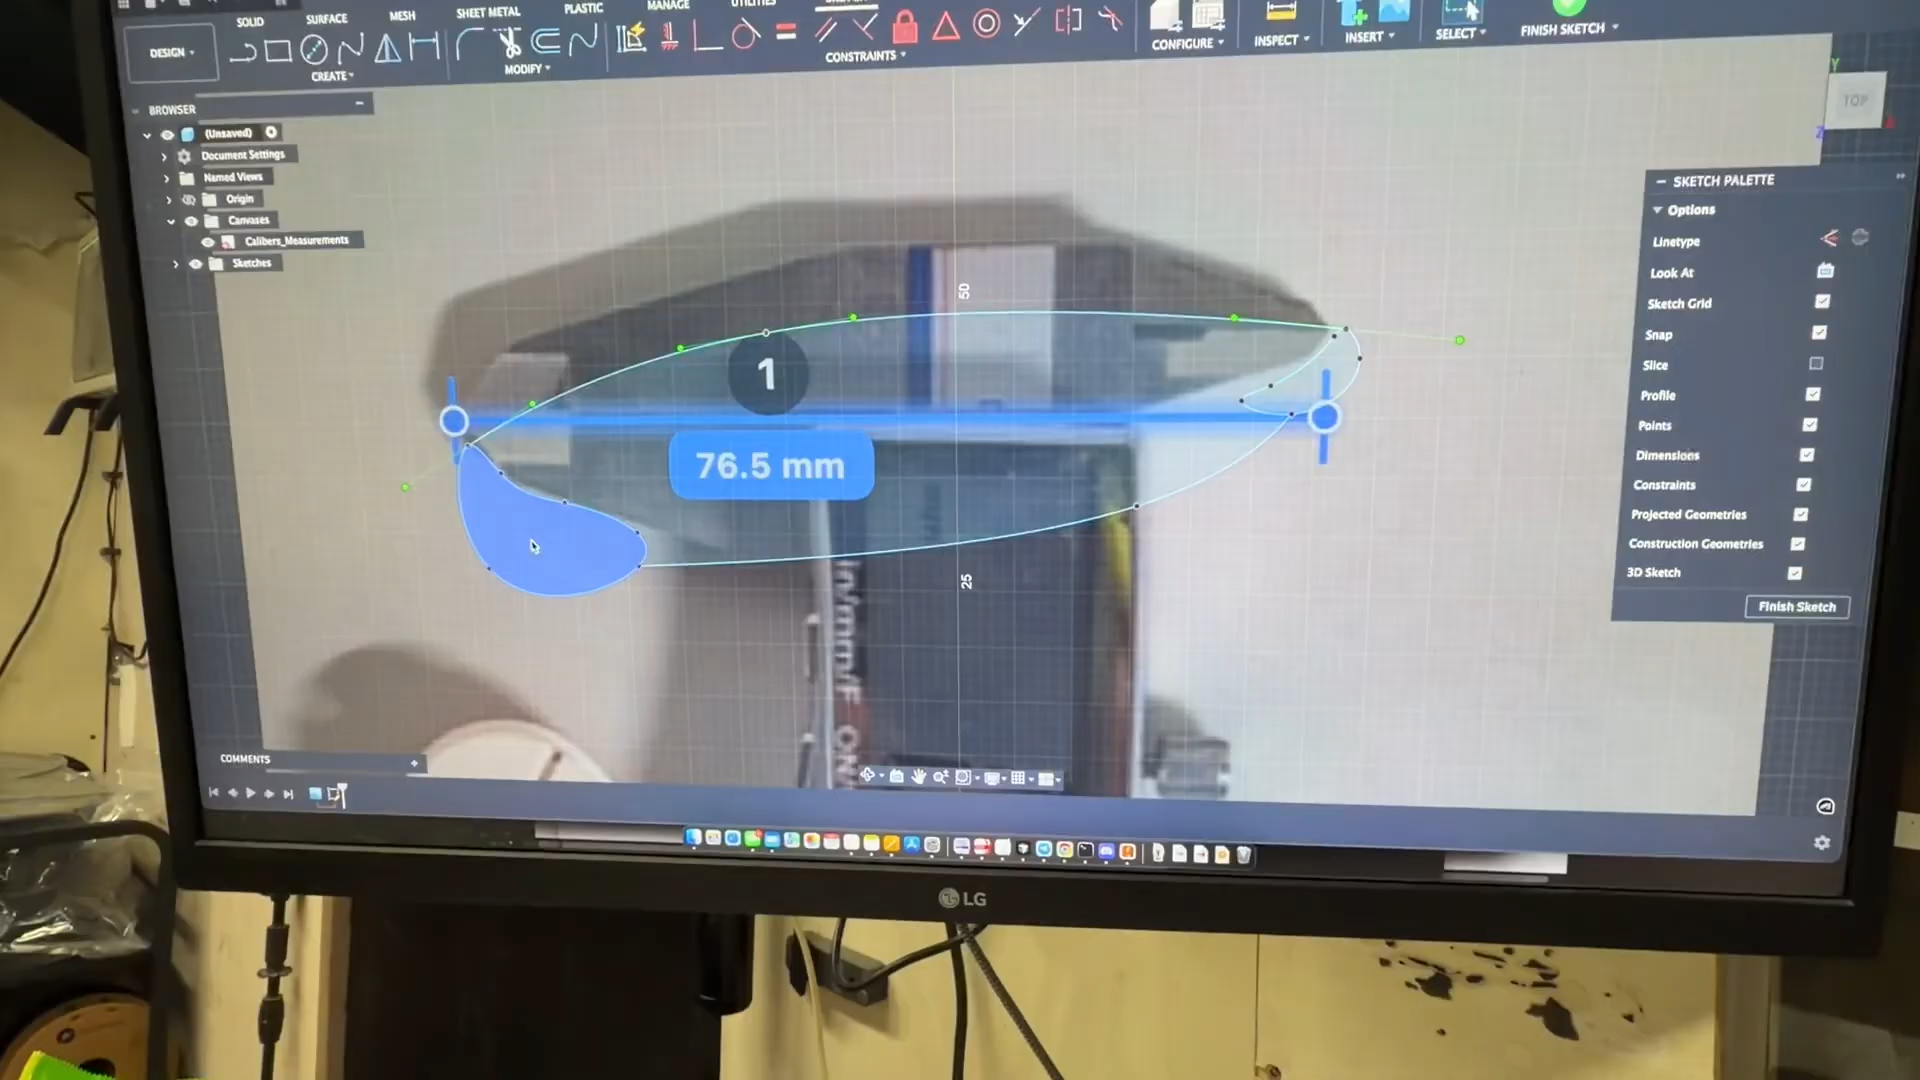 SOLID
SURFACE
MESH
SHEET METAL
PLASTIC
MANAGE
UTILITIES
DESIGN
CREATE
MODIFY
CONSTRAINTS
CONFIGURE
INSPECT
INSERT
SELECT
FINISH SKETCH
BROWSER
(Unsaved)
Document Settings
Named Views
Origin
Canvases
Calibers_Measurements
Sketches
TOP
Y
Z
SKETCH PALETTE
Options
Linetype
Look At
Sketch Grid
Snap
Slice
Profile
Points
Dimensions
Constraints
Projected Geometries
Construction Geometries
3D Sketch
Finish Sketch
50
1
76.5 mm
25
in/mm/F
COMMENTS
LG